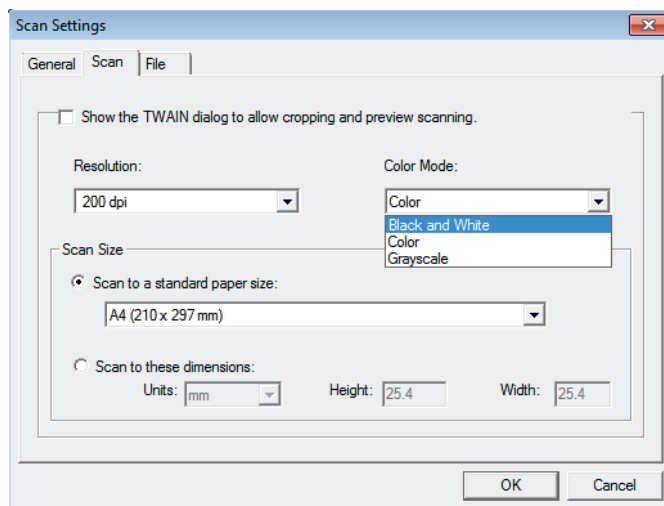 Scan Settings
General Scan File
Show the TWAIN dialog to allow cropping and preview scanning.
Resolution: Color Mode:
200 dpi Color
Black and White
Color
Grayscale
Scan Size
Scan to a standard paper size:
A4 (210 x 297 mm)
Scan to these dimensions:
Units: mm Height: 25.4 Width: 25.4
OK Cancel